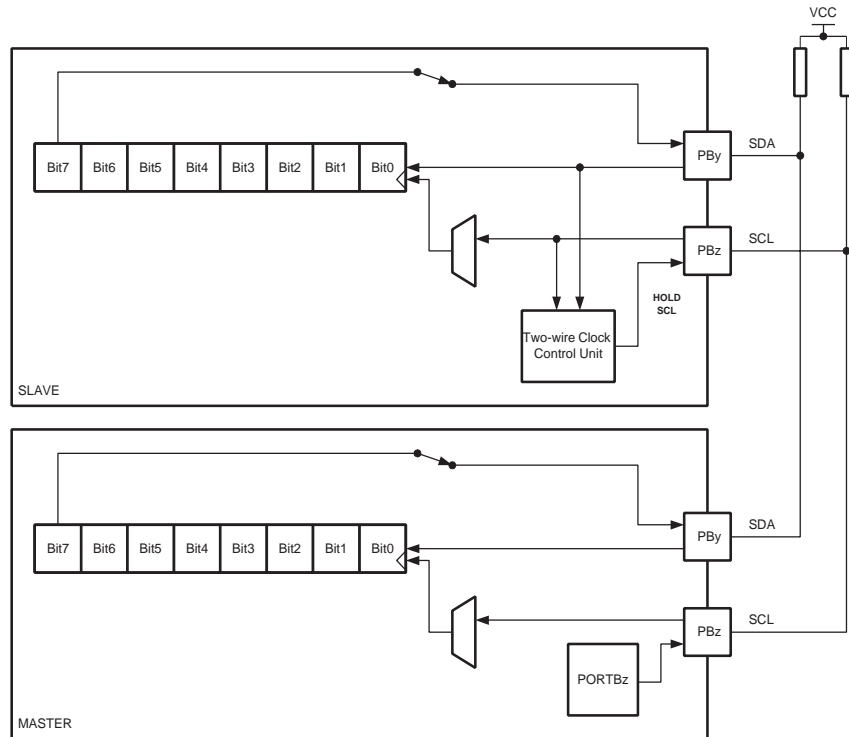 VCC
Bit7 Bit6 Bit5 Bit4 Bit3 Bit2 Bit1 Bit0
PBy
SDA
PBz
SCL
HOLD
SCL
Two-wire Clock
Control Unit
SLAVE
Bit7 Bit6 Bit5 Bit4 Bit3 Bit2 Bit1 Bit0
PBy
SDA
PBz
SCL
PORTBz
MASTER